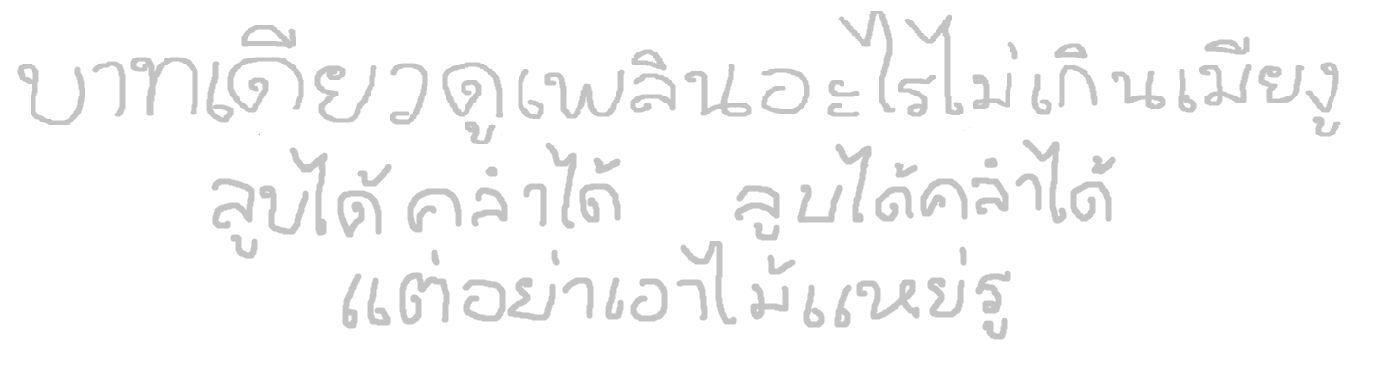 บาทเดียวดูเพลินอะไรไม่เกินเมียงู
ลูบได้ คลำได้ ลูบได้คลำได้
แต่อย่าเอาไม้แหย่รู